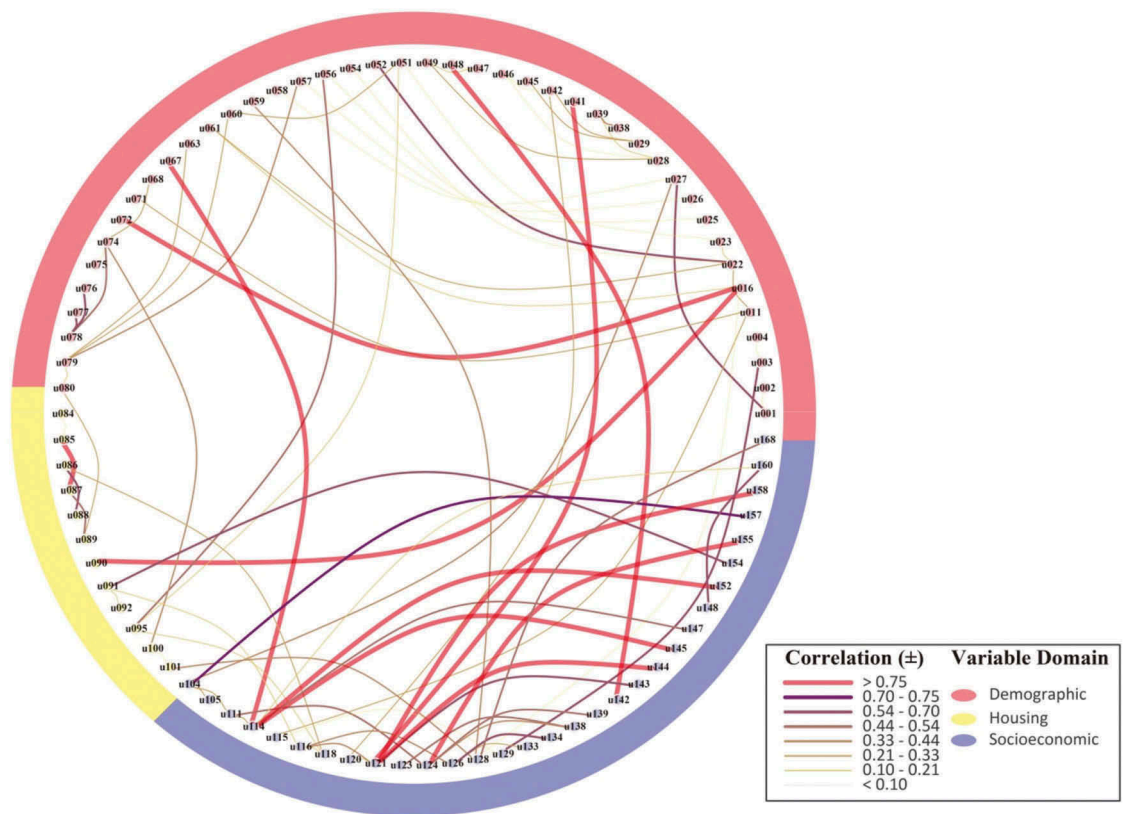 u049
u048
u047
u046
u045
u042
u041
u039
u038
u029
u028
u027
u026
u025
u023
u022
u016
u011
u004
u003
u002
u001
u168
u160
u158
u157
u155
u154
u152
u148
u147
u145
u144
u143
u142
u139
u138
u134
u133
u129
u128
u126
u124
u123
u121
u120
u118
u116
u115
u114
u111
u105
u104
u101
u100
u095
u092
u091
u090
u089
u088
u087
u086
u085
u084
u080
u079
u078
u077
u076
u075
u074
u072
u071
u068
u067
u063
u061
u060
u059
u058
u057
u056
u054
u052
u051
Correlation (±) Variable Domain
> 0.75
0.70 - 0.75 Demographic
0.54 - 0.70
0.44 - 0.54 Housing
0.33 - 0.44
0.21 - 0.33 Socioeconomic
0.10 - 0.21
< 0.10